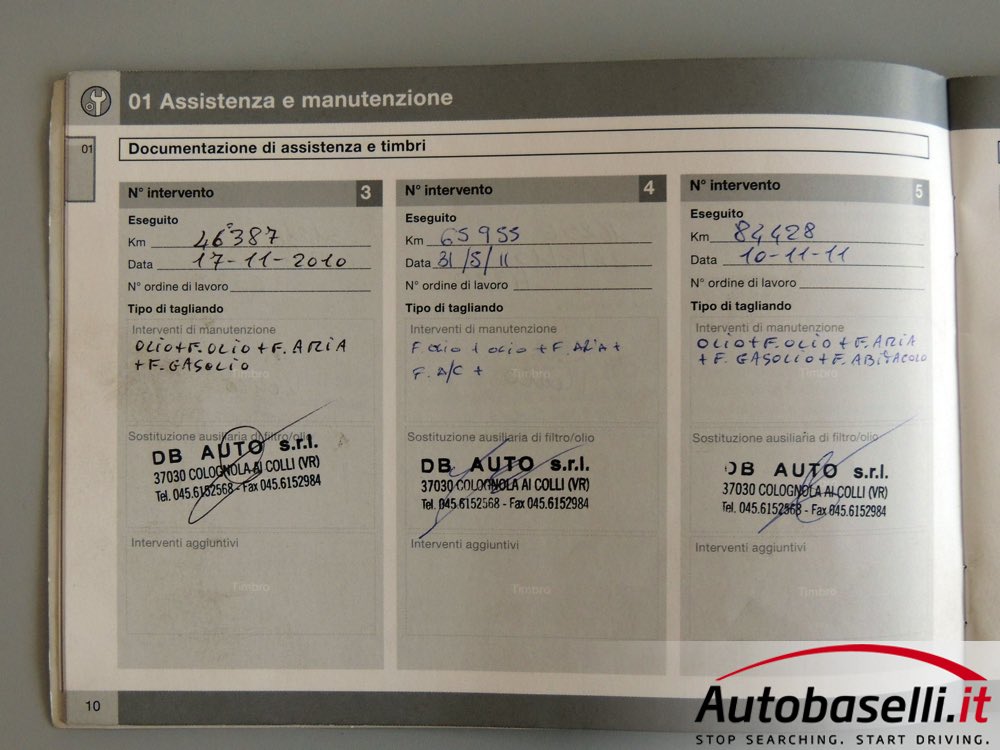 01 Assistenza e manutenzione
01
Documentazione di assistenza e timbri
N° intervento 3
Eseguito
Km 46387
Data 17-11-2010
N° ordine di lavoro
Tipo di tagliando
Interventi di manutenzione
OLIO+F.OLIO+F.ARIA
+F.GASOLIO
Timbro
Sostituzione ausiliaria di filtro/olio
DB AUTO s.r.l.
37030 COLOGNOLA AI COLLI (VR)
Tel. 045.6152568 - Fax 045.6152984
Interventi aggiuntivi
Timbro
N° intervento 4
Eseguito
Km 65955
Data 31/5/11
N° ordine di lavoro
Tipo di tagliando
Interventi di manutenzione
F.OLIO + OLIO + F.ARIA +
F. A/C +
Timbro
Sostituzione ausiliaria di filtro/olio
DB AUTO s.r.l.
37030 COLOGNOLA AI COLLI (VR)
Tel. 045.6152568 - Fax 045.6152984
Interventi aggiuntivi
Timbro
N° intervento 5
Eseguito
Km 84428
Data 10-11-11
N° ordine di lavoro
Tipo di tagliando
Interventi di manutenzione
OLIO+F.OLIO+F.ARIA
+F.GASOLIO+F.ABITACOLO
Timbro
Sostituzione ausiliaria di filtro/olio
DB AUTO s.r.l.
37030 COLOGNOLA AI COLLI (VR)
Tel. 045.6152568 - Fax 045.6152984
Interventi aggiuntivi
Timbro
10
Autobaselli.it
STOP SEARCHING. START DRIVING.